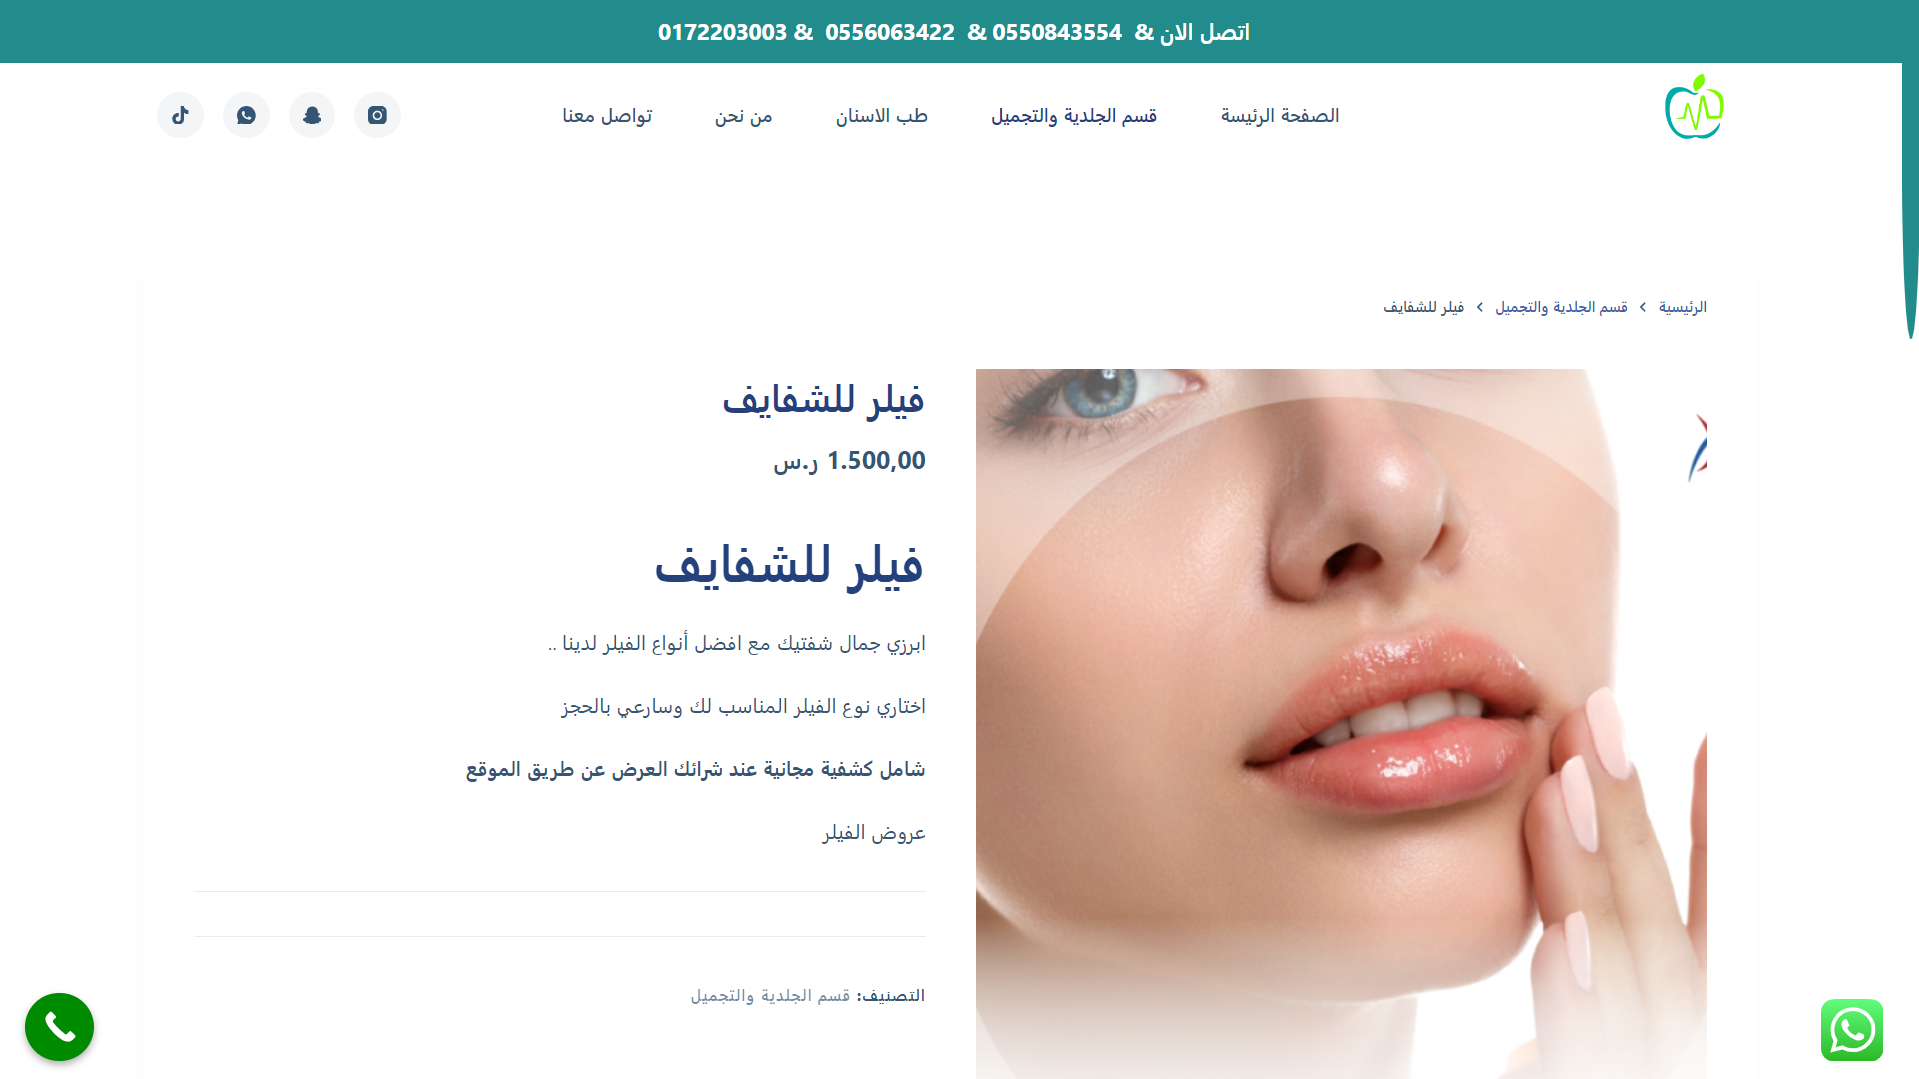 اتصل الان & 0550843554 & 0556063422 & 0172203003
الصفحة الرئيسة
قسم الجلدية والتجميل
طب الاسنان
من نحن
تواصل معنا
الرئيسية › قسم الجلدية والتجميل › فيلر للشفايف
فيلر للشفايف
1.500,00 ر.س
فيلر للشفايف
ابرزي جمال شفتيك مع افضل أنواع الفيلر لدينا ..
اختاري نوع الفيلر المناسب لك وسارعي بالحجز
شامل كشفية مجانية عند شرائك العرض عن طريق الموقع
عروض الفيلر
التصنيف: قسم الجلدية والتجميل